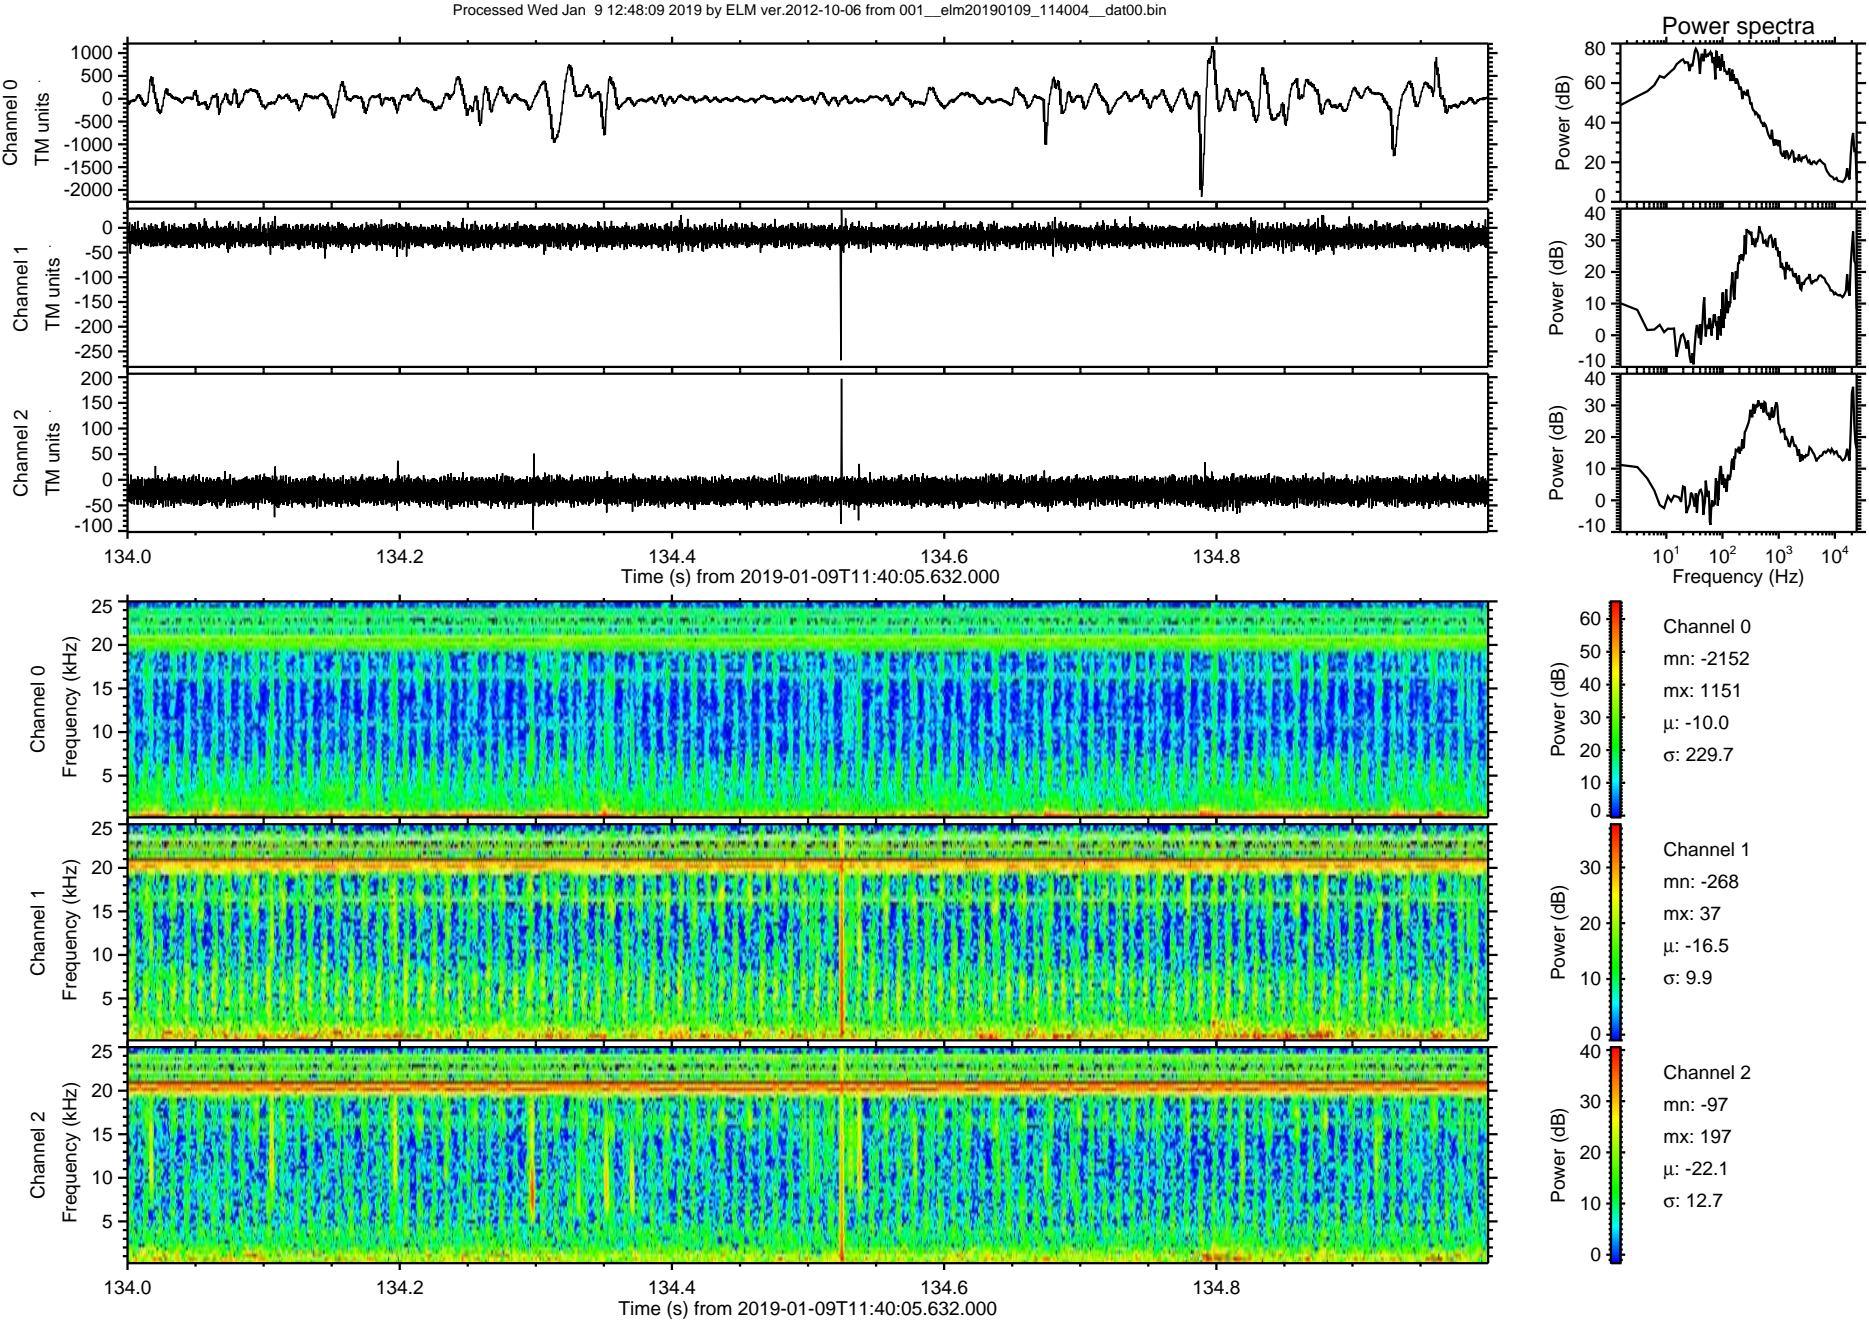 Processed Wed Jan  9 12:48:09 2019 by ELM ver.2012-10-06 from 001__elm20190109_114004__dat00.bin
Power spectra
Channel 0
TM units
1000
500
0
-500
-1000
-1500
-2000
Power (dB)
80
60
40
20
0
Channel 1
TM units
0
-50
-100
-150
-200
-250
Power (dB)
40
30
20
10
0
-10
Channel 2
TM units
200
150
100
50
0
-50
-100
Power (dB)
40
30
20
10
0
-10
134.0 134.2 134.4 134.6 134.8
Time (s) from 2019-01-09T11:40:05.632.000
10¹ 10² 10³ 10⁴
Frequency (Hz)
Channel 0
Frequency (kHz)
25
20
15
10
5
Power (dB)
60
50
40
30
20
10
0
Channel 0
mn: -2152
mx: 1151
μ: -10.0
σ: 229.7
Channel 1
Frequency (kHz)
25
20
15
10
5
Power (dB)
30
20
10
0
Channel 1
mn: -268
mx: 37
μ: -16.5
σ: 9.9
Channel 2
Frequency (kHz)
25
20
15
10
5
Power (dB)
40
30
20
10
0
Channel 2
mn: -97
mx: 197
μ: -22.1
σ: 12.7
134.0 134.2 134.4 134.6 134.8
Time (s) from 2019-01-09T11:40:05.632.000